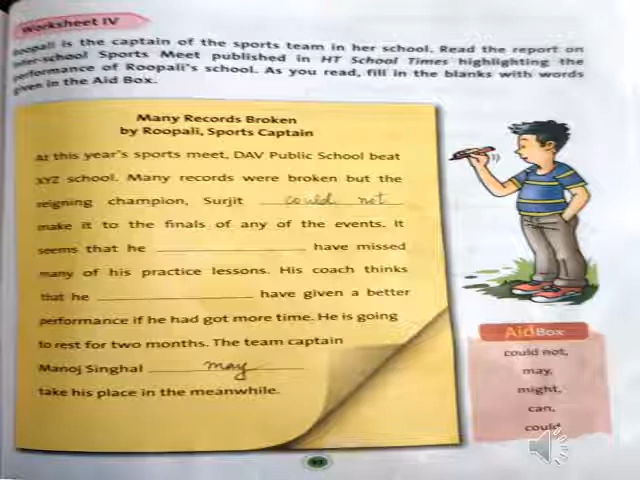 Worksheet IV
Roopali is the captain of the sports team in her school. Read the report on
Inter-school Sports Meet published in HT School Times highlighting the
performance of Roopali's school. As you read, fill in the blanks with words
given in the Aid Box.
Many Records Broken
by Roopali, Sports Captain
At this year's sports meet, DAV Public School beat
XYZ school. Many records were broken but the
reigning champion, Surjit could not
make it to the finals of any of the events. It
seems that he ____________ have missed
many of his practice lessons. His coach thinks
that he ____________ have given a better
performance if he had got more time. He is going
to rest for two months. The team captain
Manoj Singhal may
take his place in the meanwhile.
Aid Box
could not,
may,
might,
can,
could